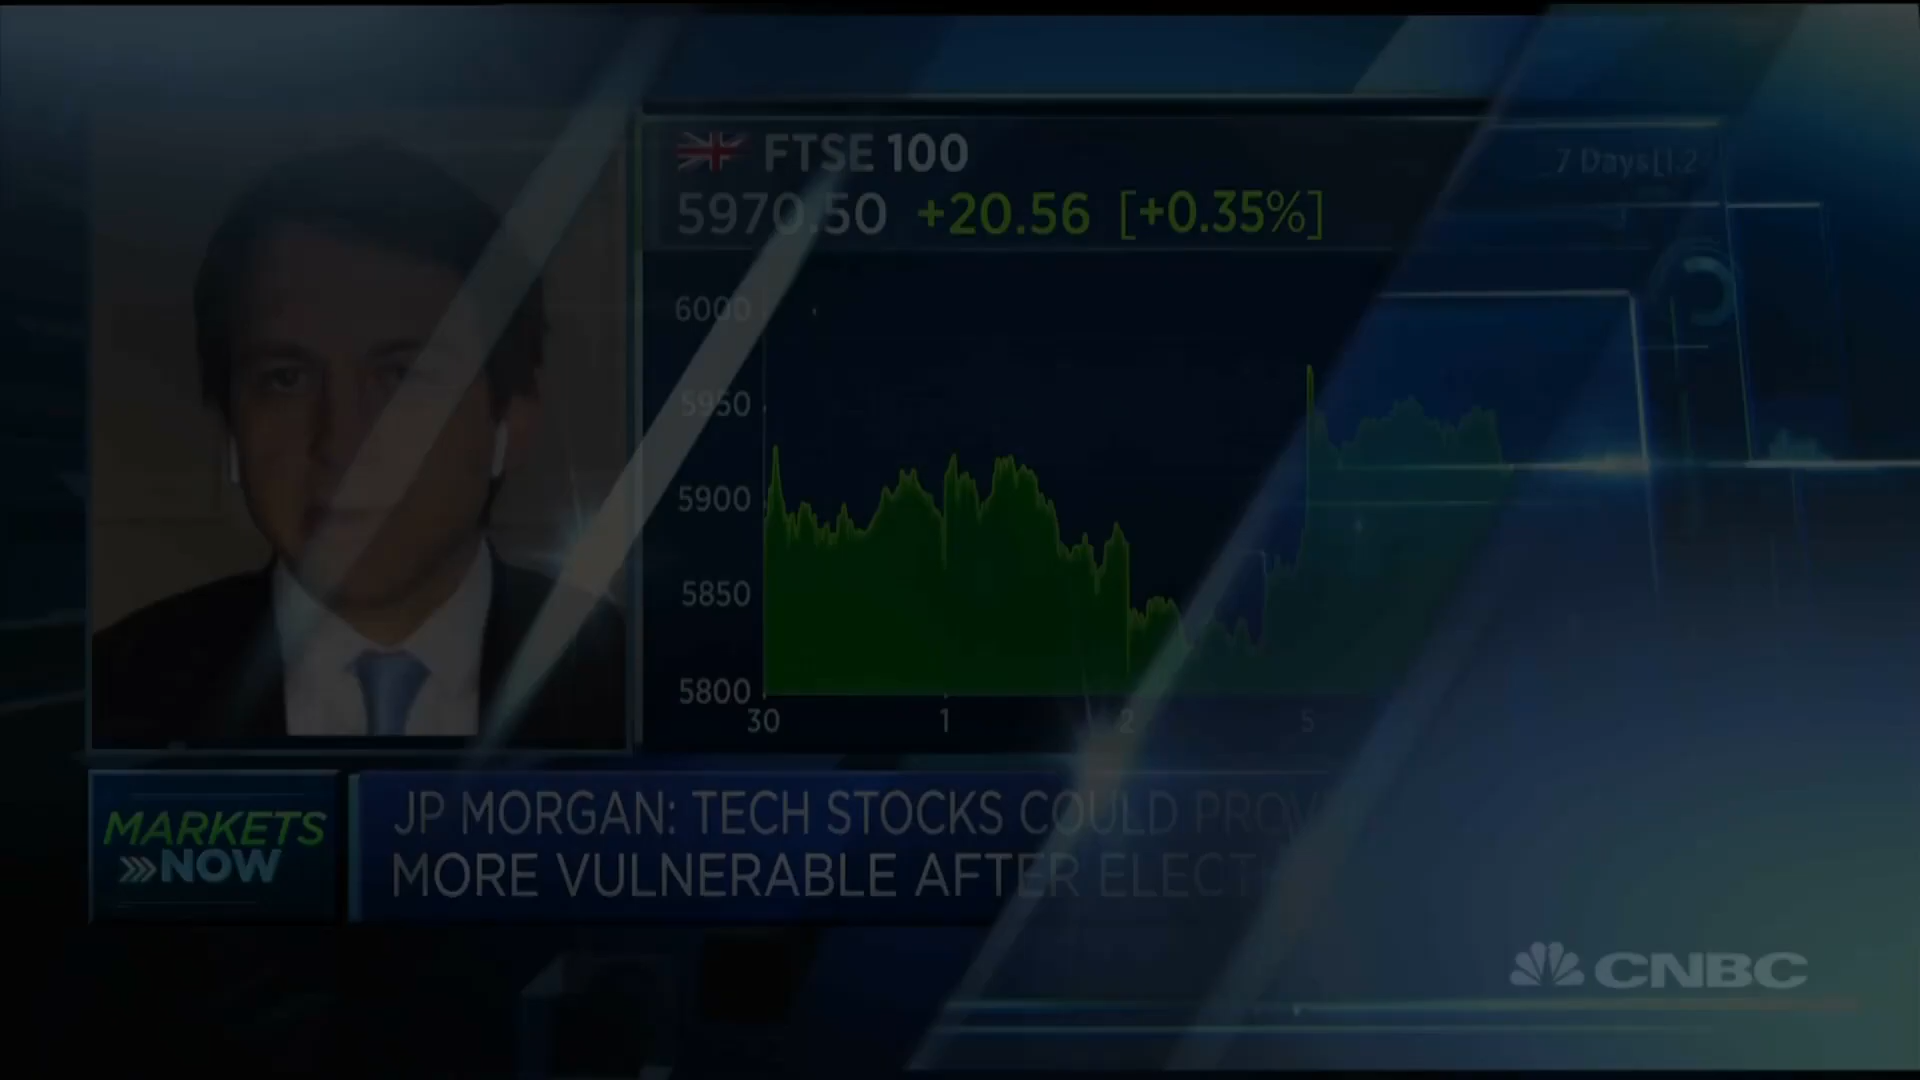 FTSE 100
7 Days
5970.50 +20.56 [+0.35%]
6000
5950
5900
5850
5800
30 1 2 5
JP MORGAN: TECH STOCKS COULD
MORE VULNERABLE AFTER
MARKETS
NOW
CNBC